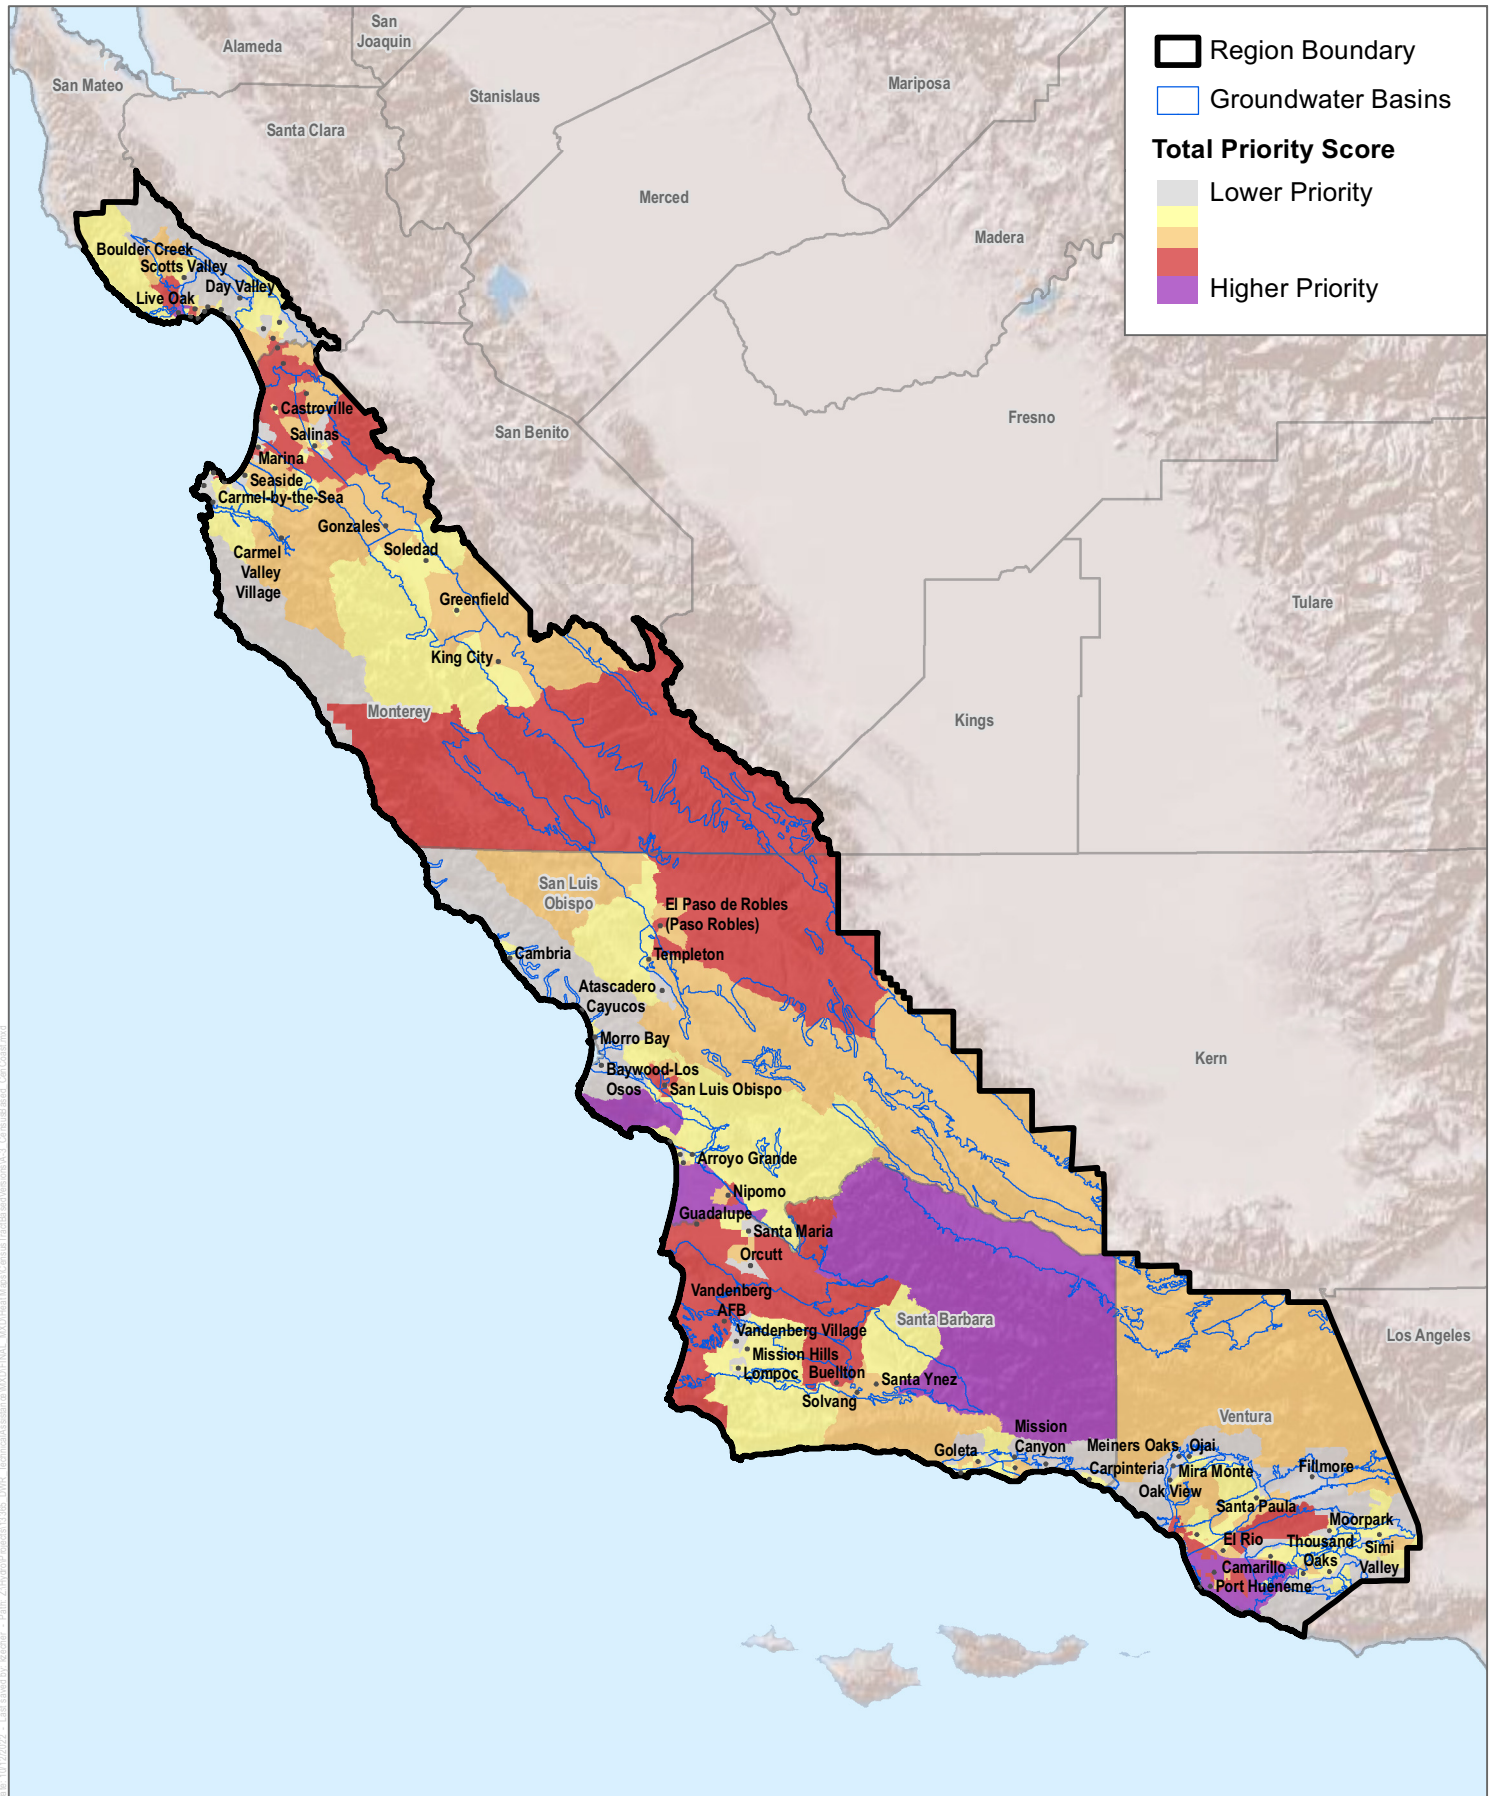 San
Joaquin
Alameda
San Mateo
Stanislaus
Mariposa
Santa Clara
Merced
Madera
San Benito
Fresno
Tulare
Kings
Kern
Los Angeles
Region Boundary
Groundwater Basins
Total Priority Score
Lower Priority
Higher Priority
Boulder Creek
Scotts Valley
Day Valley
Live Oak
Castroville
Salinas
Marina
Seaside
Carmel-by-the-Sea
Gonzales
Soledad
Carmel
Valley
Village
Greenfield
King City
Monterey
San Luis
Obispo
El Paso de Robles
(Paso Robles)
Cambria
Templeton
Atascadero
Cayucos
Morro Bay
Baywood-Los
Osos
San Luis Obispo
Arroyo Grande
Nipomo
Guadalupe
Santa Maria
Orcutt
Vandenberg
AFB
Vandenberg Village
Mission Hills
Lompoc
Buellton
Santa Ynez
Solvang
Santa Barbara
Goleta
Mission
Canyon
Ventura
Meiners Oaks
Ojai
Carpinteria
Mira Monte
Oak View
Fillmore
Santa Paula
Moorpark
El Rio
Thousand
Oaks
Simi
Valley
Camarillo
Port Hueneme